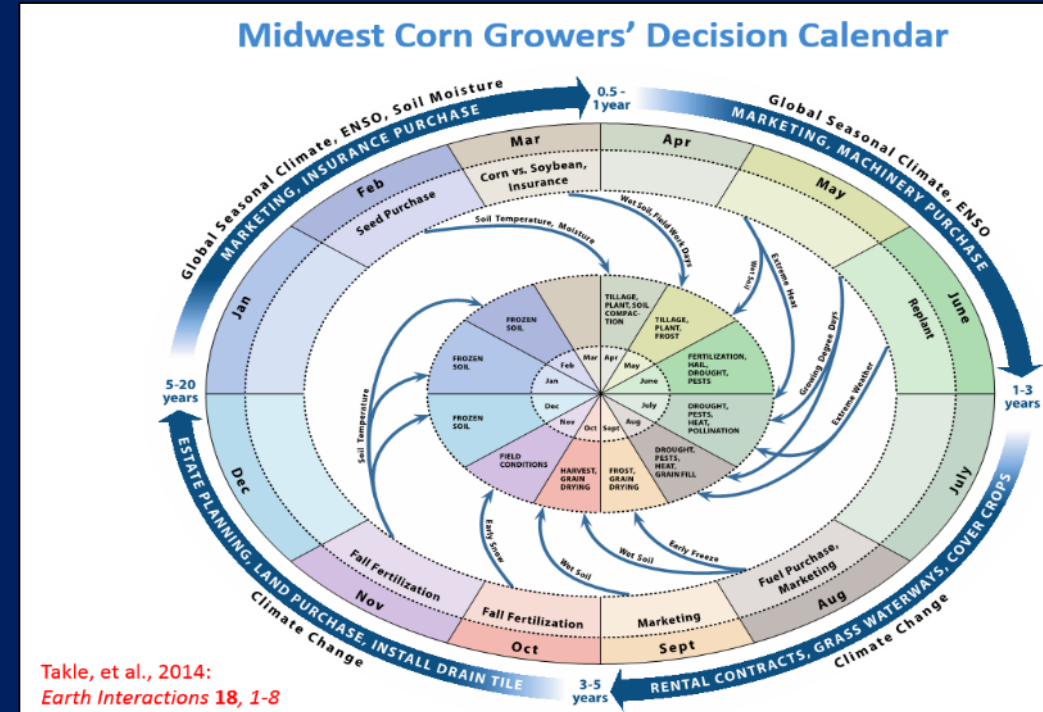 Midwest Corn Growers' Decision Calendar
Global Seasonal Climate, ENSO, Soil Moisture
MARKETING, INSURANCE PURCHASE
0.5 -
1 year
Global Seasonal Climate, ENSO
MARKETING, MACHINERY PURCHASE
1-3
years
RENTAL CONTRACTS, GRASS WATERWAYS, COVER CROPS
Climate Change
3-5
years
ESTATE PLANNING, LAND PURCHASE, INSTALL DRAIN TILE
Climate Change
5-20
years
Jan
Feb
Mar
Apr
May
June
July
Aug
Sept
Oct
Nov
Dec
Seed Purchase
Corn vs. Soybean,
Insurance
Replant
Fuel Purchase,
Marketing
Marketing
Fall Fertilization
Fall Fertilization
Soil Temperature, Moisture
Wet Soil, Field Work Days
Wet Soil
Extreme Heat
Growing Degree Days
Extreme Weather
Early Freeze
Wet Soil
Wet Soil
Early Snow
Soil Temperature
FROZEN
SOIL
TILLAGE,
PLANT, SOIL
COMPAC-
TION
TILLAGE,
PLANT,
FROST
FERTILIZATION,
HAIL,
DROUGHT,
PESTS
DROUGHT,
PESTS,
HEAT,
POLLINATION
DROUGHT,
PESTS,
HEAT,
GRAIN FILL
FROST,
GRAIN
DRYING
HARVEST,
GRAIN
DRYING
FIELD
CONDITIONS
FROZEN
SOIL
FROZEN
SOIL
Mar
Apr
May
June
July
Aug
Sept
Oct
Nov
Dec
Jan
Feb
Takle, et al., 2014:
Earth Interactions 18, 1-8